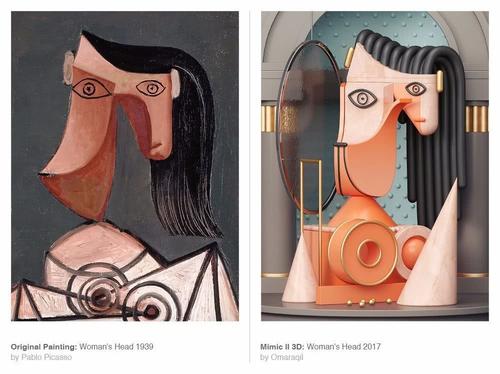 Original Painting: Woman's Head 1939
by Pablo Picasso
Mimic II 3D: Woman's Head 2017
by Omaraqil